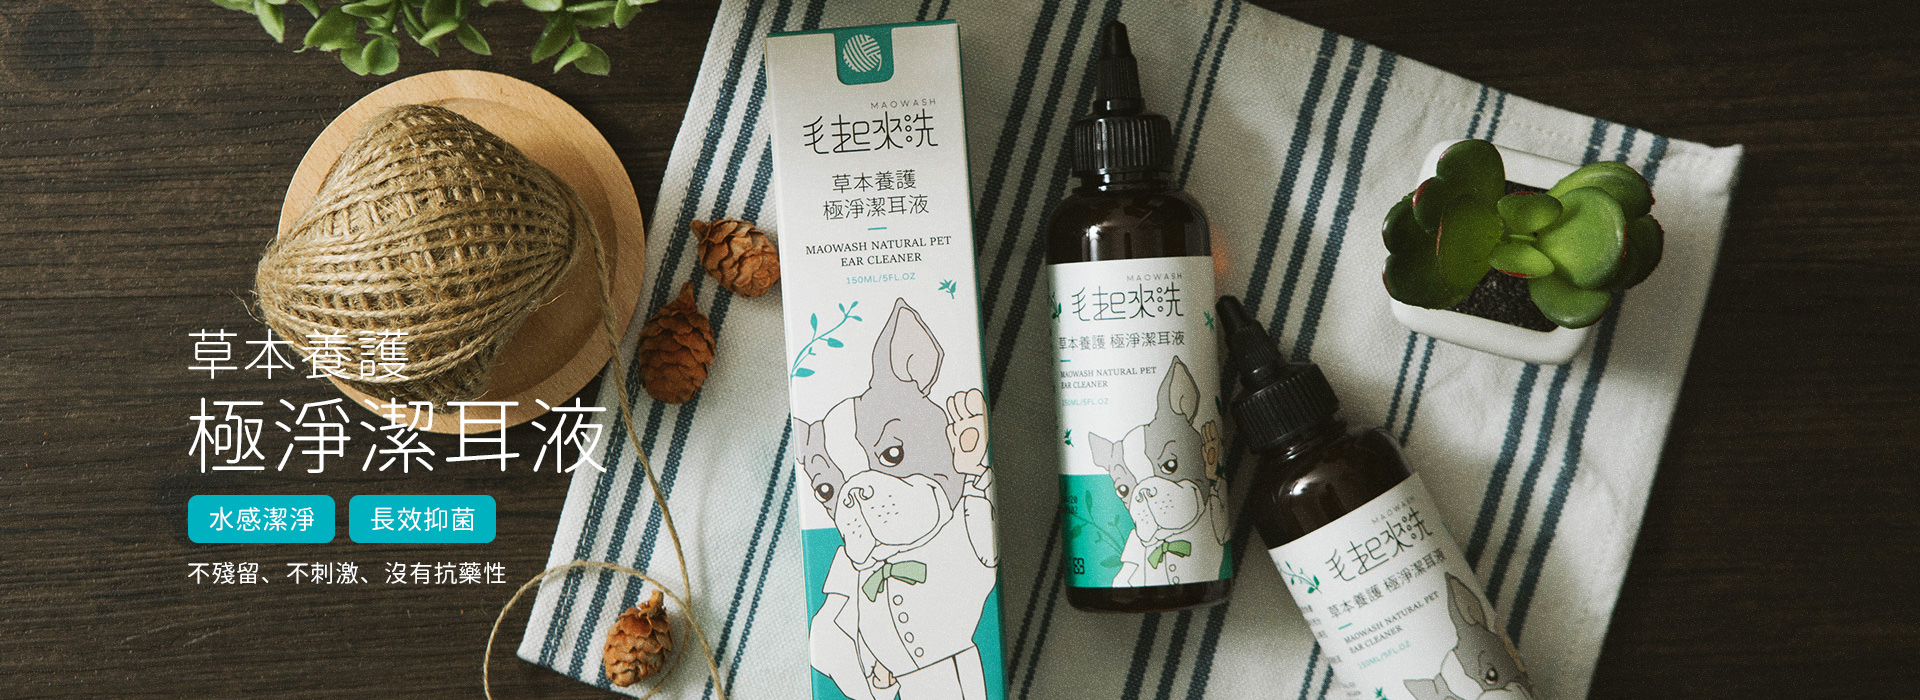 草本養護
極淨潔耳液
水感潔淨
長效抑菌
不殘留、不刺激、沒有抗藥性
MAOWASH
毛起來洗
草本養護
極淨潔耳液
MAOWASH NATURAL PET
EAR CLEANER
150ML/5FL.OZ
MAOWASH
毛起來洗
草本養護 極淨潔耳液
MAOWASH NATURAL PET
EAR CLEANER
150ML/5FL.OZ
MAOWASH
毛起來洗
草本養護 極淨潔耳液
MAOWASH NATURAL PET
EAR CLEANER
150ML/5FL.OZ